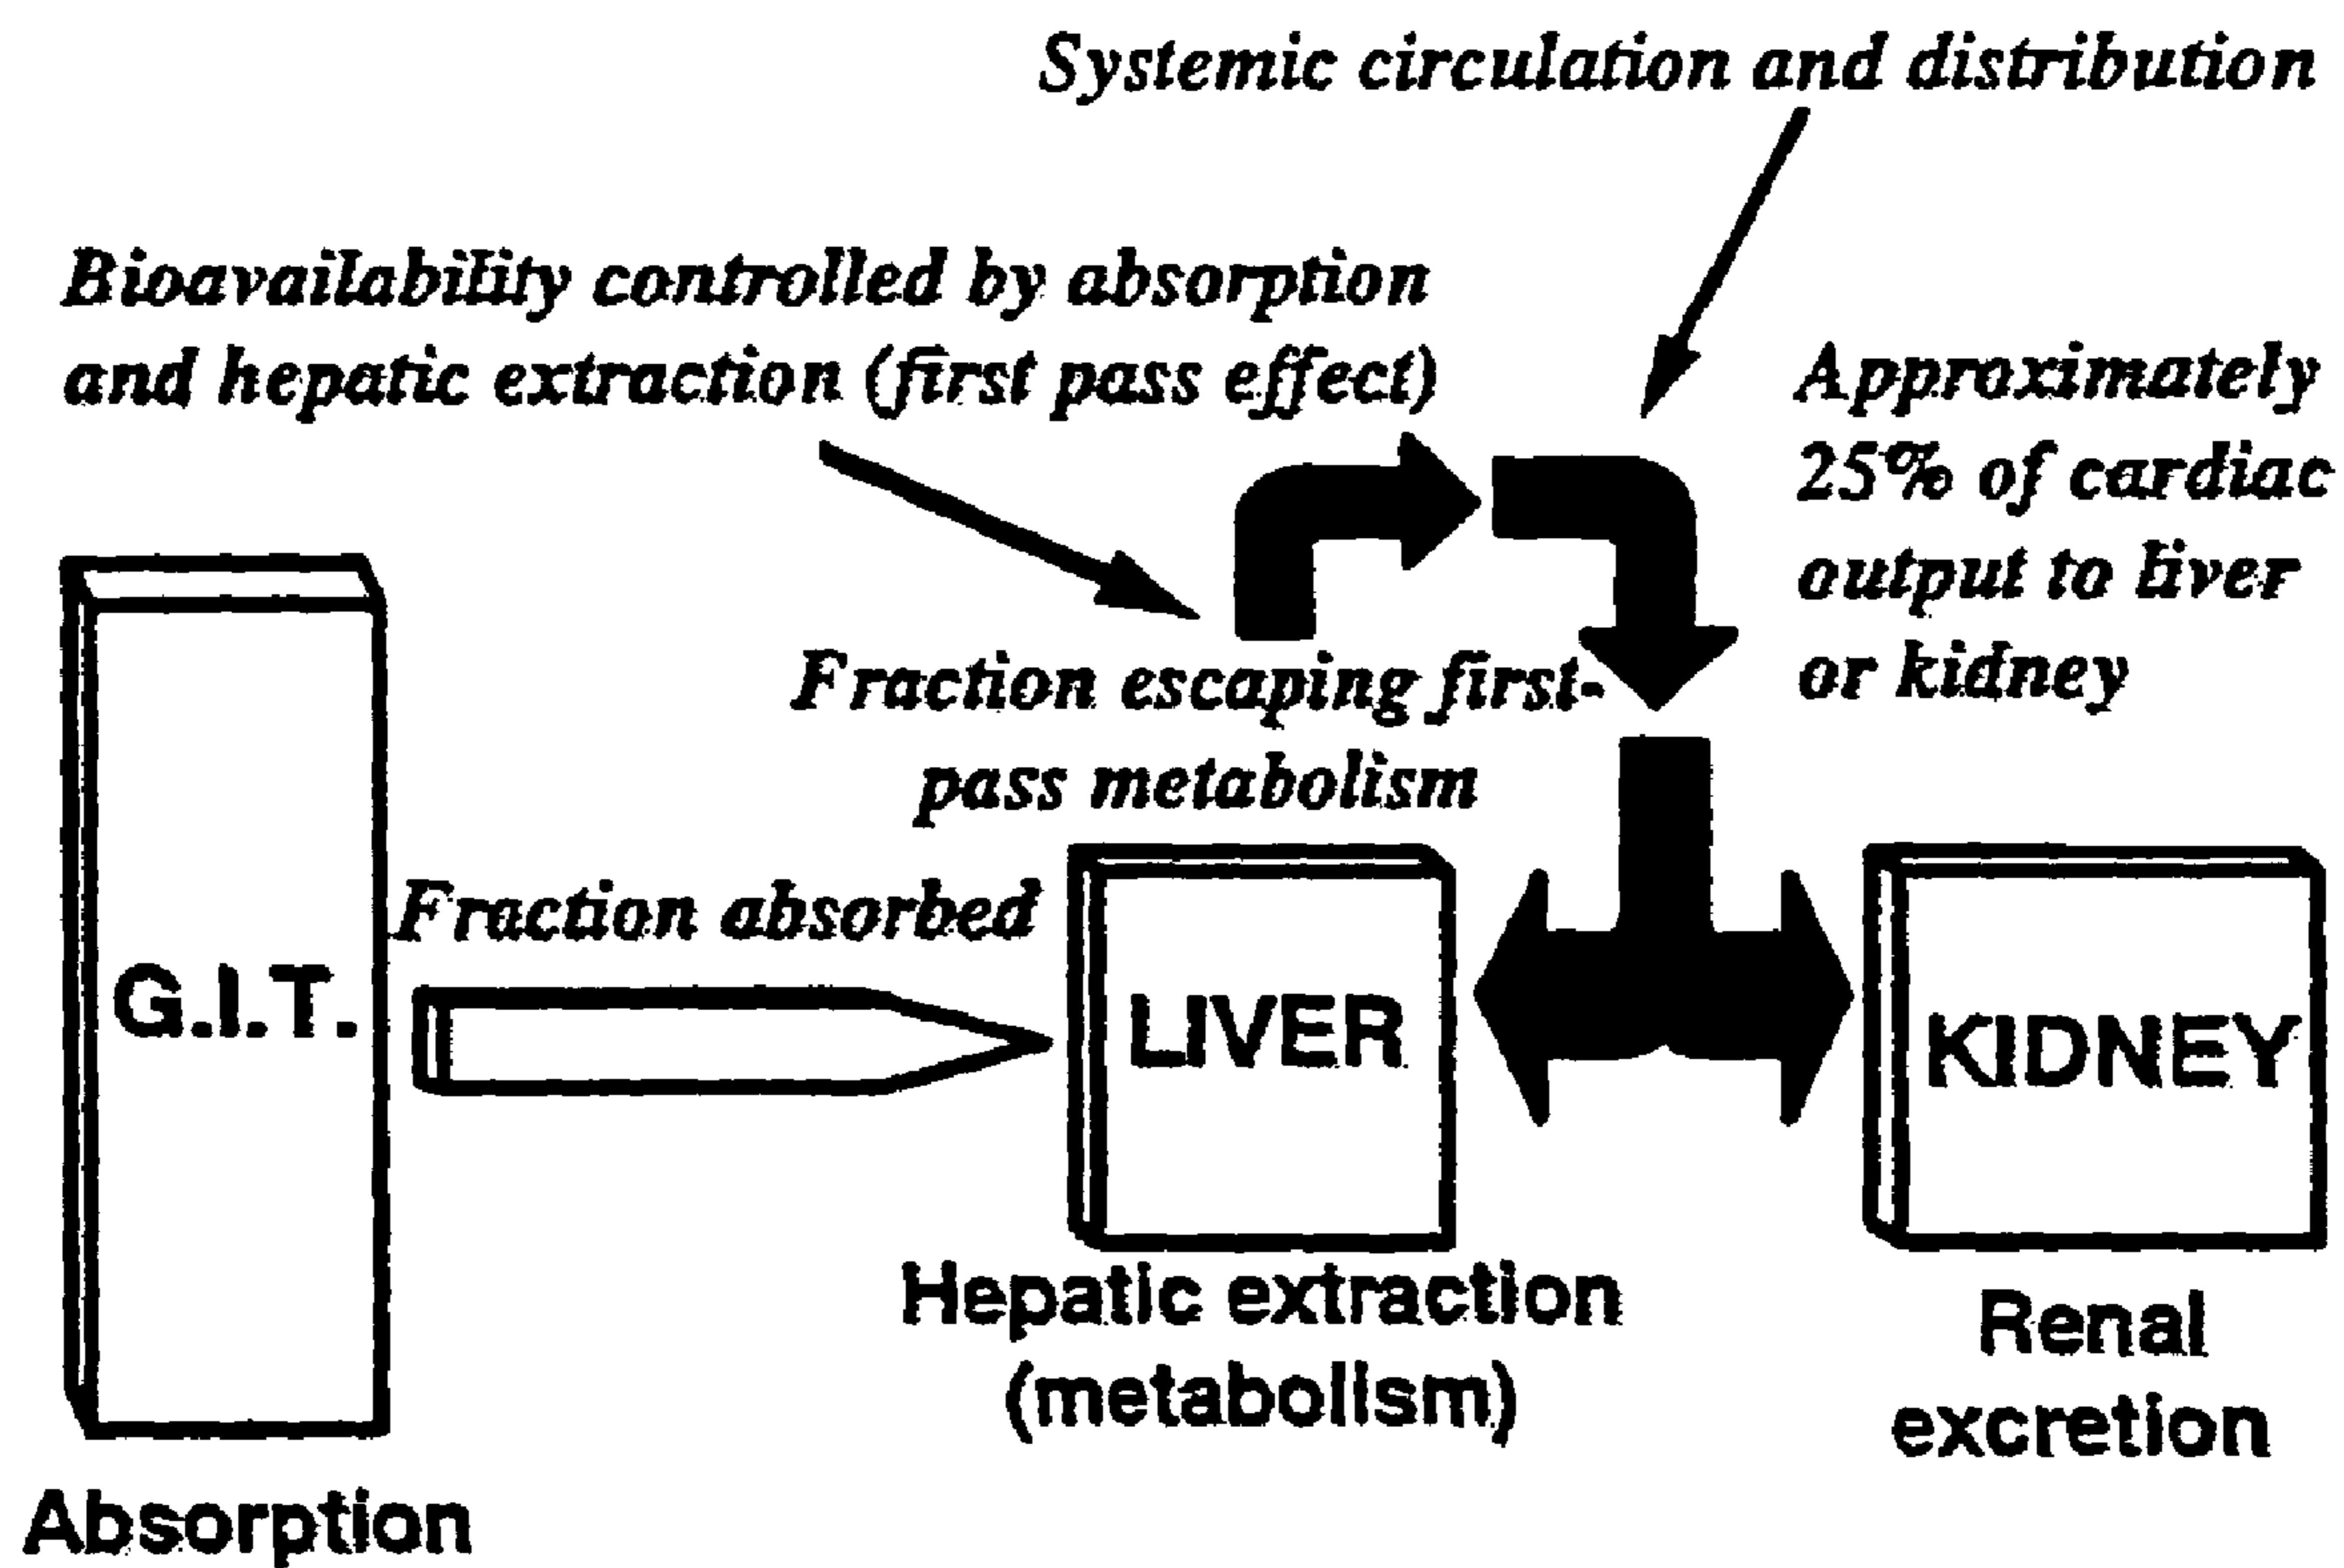 Systemic circulation and distribution
Bioavailability controlled by absorption
and hepatic extraction (first pass effect)
Approximately
25% of cardiac
output to liver
or kidney
Fraction escaping first-
pass metabolism
Fraction absorbed
G.I.T.
LIVER
KIDNEY
Hepatic extraction
(metabolism)
Renal
excretion
Absorption